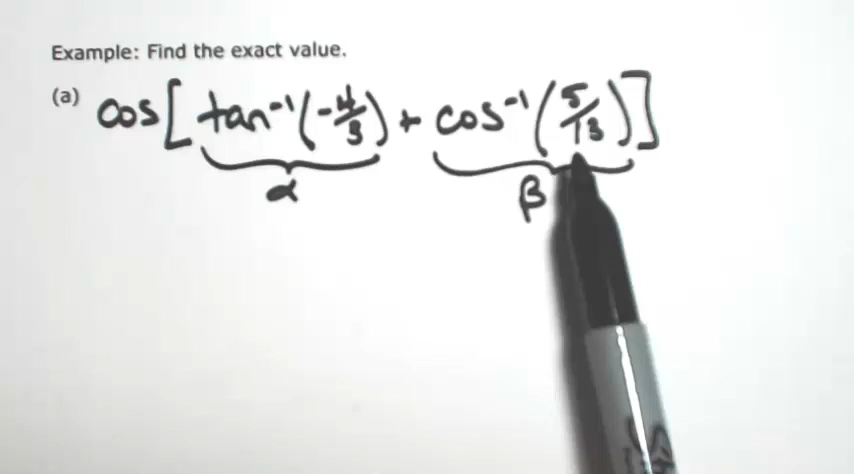 Example: Find the exact value.
(a) cos[tan⁻¹(-4/3) + cos⁻¹(5/13)]
α β